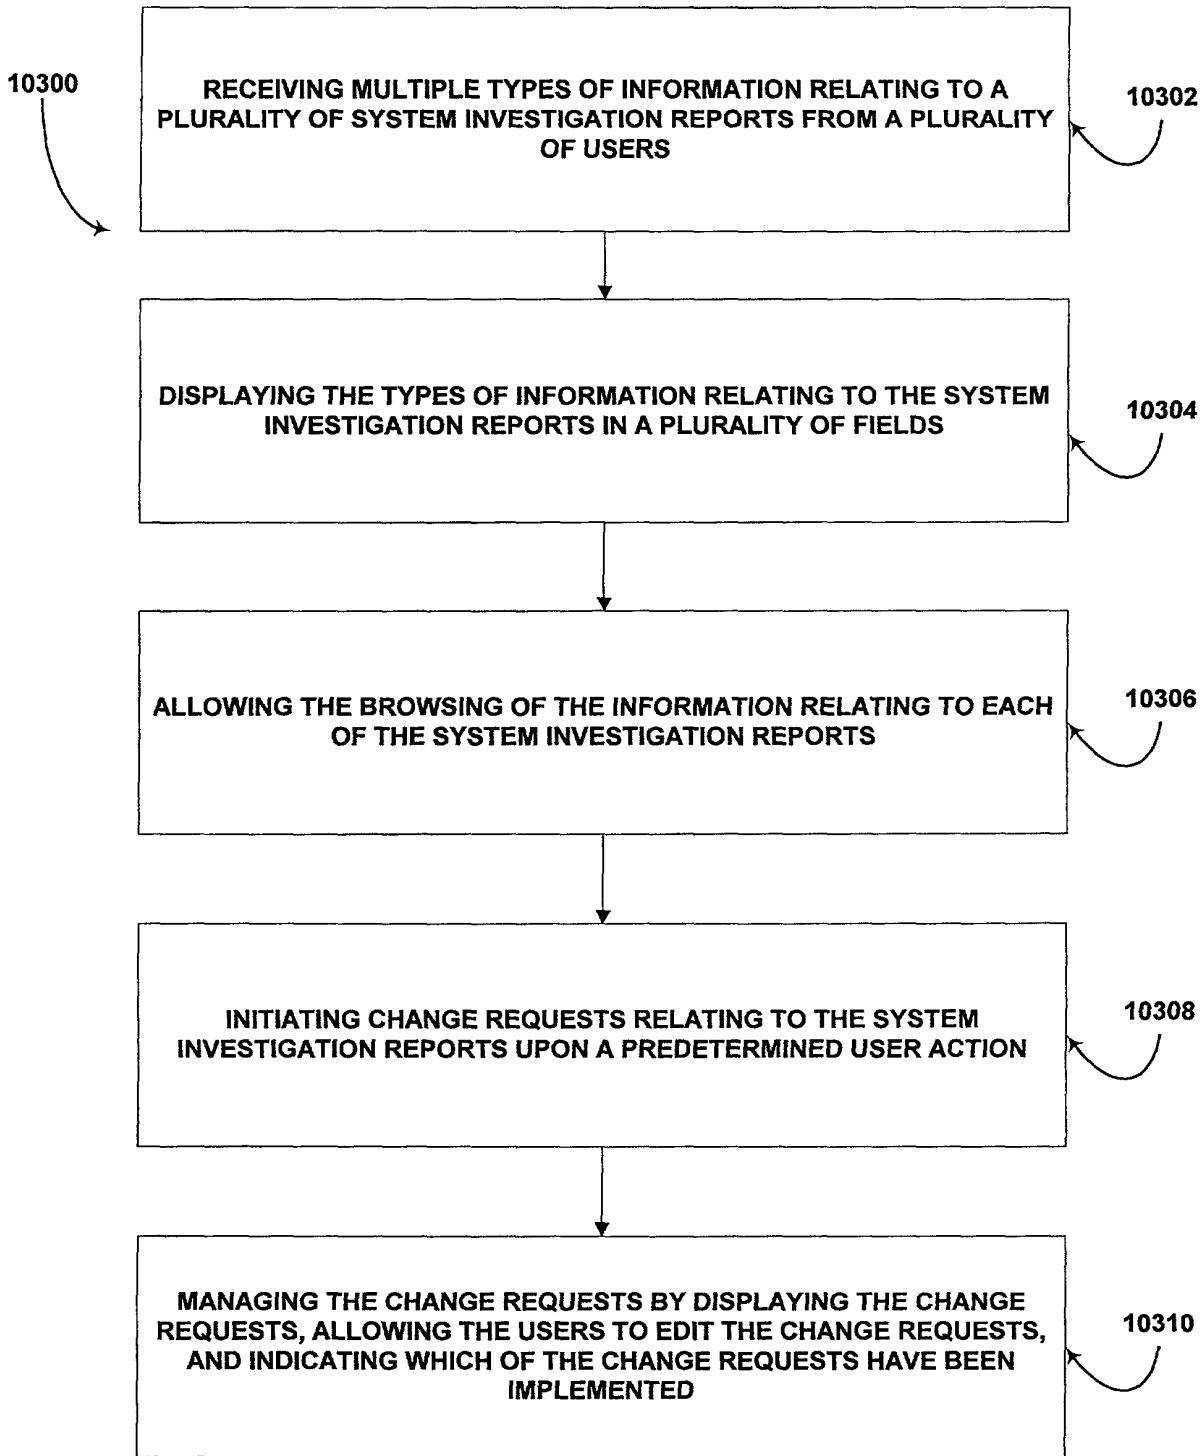 10300
RECEIVING MULTIPLE TYPES OF INFORMATION RELATING TO A
PLURALITY OF SYSTEM INVESTIGATION REPORTS FROM A PLURALITY
OF USERS
10302
DISPLAYING THE TYPES OF INFORMATION RELATING TO THE SYSTEM
INVESTIGATION REPORTS IN A PLURALITY OF FIELDS
10304
ALLOWING THE BROWSING OF THE INFORMATION RELATING TO EACH
OF THE SYSTEM INVESTIGATION REPORTS
10306
INITIATING CHANGE REQUESTS RELATING TO THE SYSTEM
INVESTIGATION REPORTS UPON A PREDETERMINED USER ACTION
10308
MANAGING THE CHANGE REQUESTS BY DISPLAYING THE CHANGE
REQUESTS, ALLOWING THE USERS TO EDIT THE CHANGE REQUESTS,
AND INDICATING WHICH OF THE CHANGE REQUESTS HAVE BEEN
IMPLEMENTED
10310